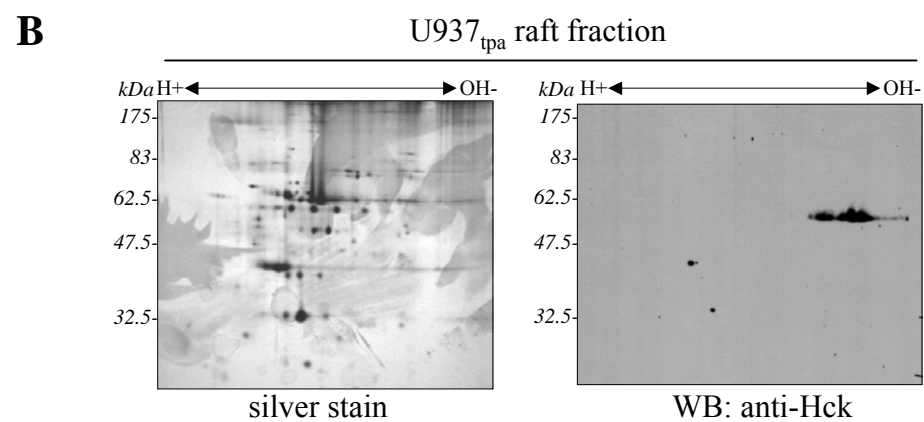 B
U937tpa raft fraction
kDa H+ OH-
175-
83-
62.5-
47.5-
32.5-
silver stain
kDa H+ OH-
175-
83-
62.5-
47.5-
32.5-
WB: anti-Hck